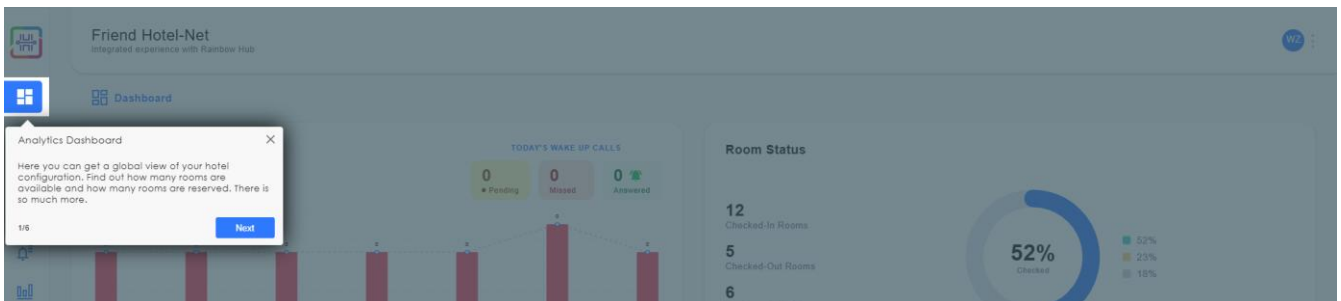 Friend Hotel-Net
Integrated experience with Rainbow Hub
WZ
Dashboard
Analytics Dashboard
Here you can get a global view of your hotel
configuration. Find out how many rooms are
available and how many rooms are reserved. There is
so much more.
1/6
Next
TODAY'S WAKE UP CALLS
0
Pending
0
Missed
0
Answered
Room Status
12
Checked-In Rooms
5
Checked-Out Rooms
6
52%
Checked
52%
23%
18%